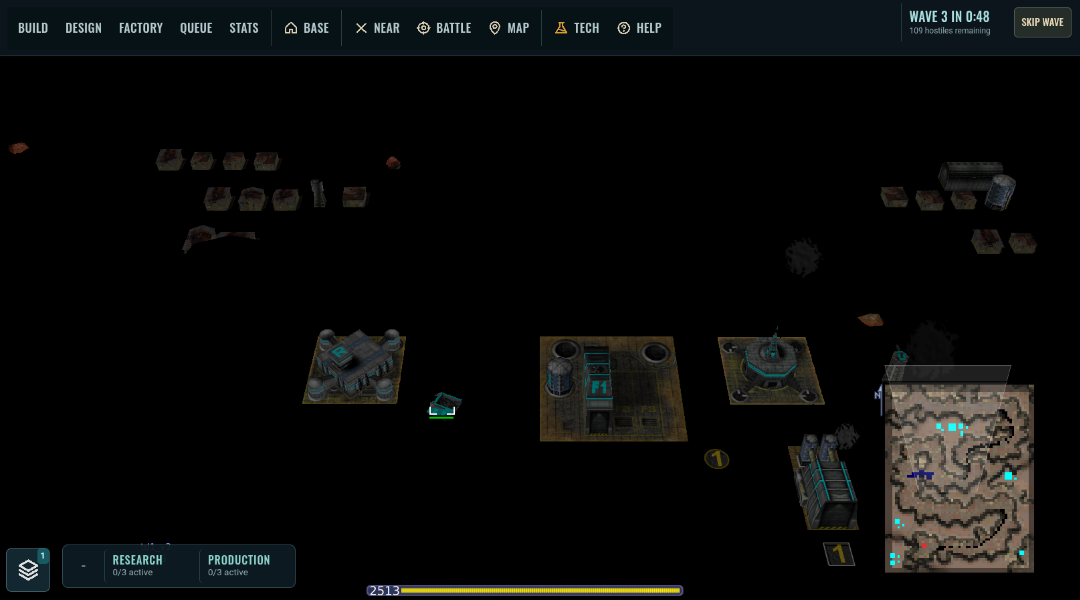 BUILD DESIGN FACTORY QUEUE STATS BASE NEAR BATTLE MAP TECH HELP
WAVE 3 IN 0:48
109 hostiles remaining
SKIP WAVE
R
F1
1
N
1
1
-
RESEARCH
0/3 active
PRODUCTION
0/3 active
2513